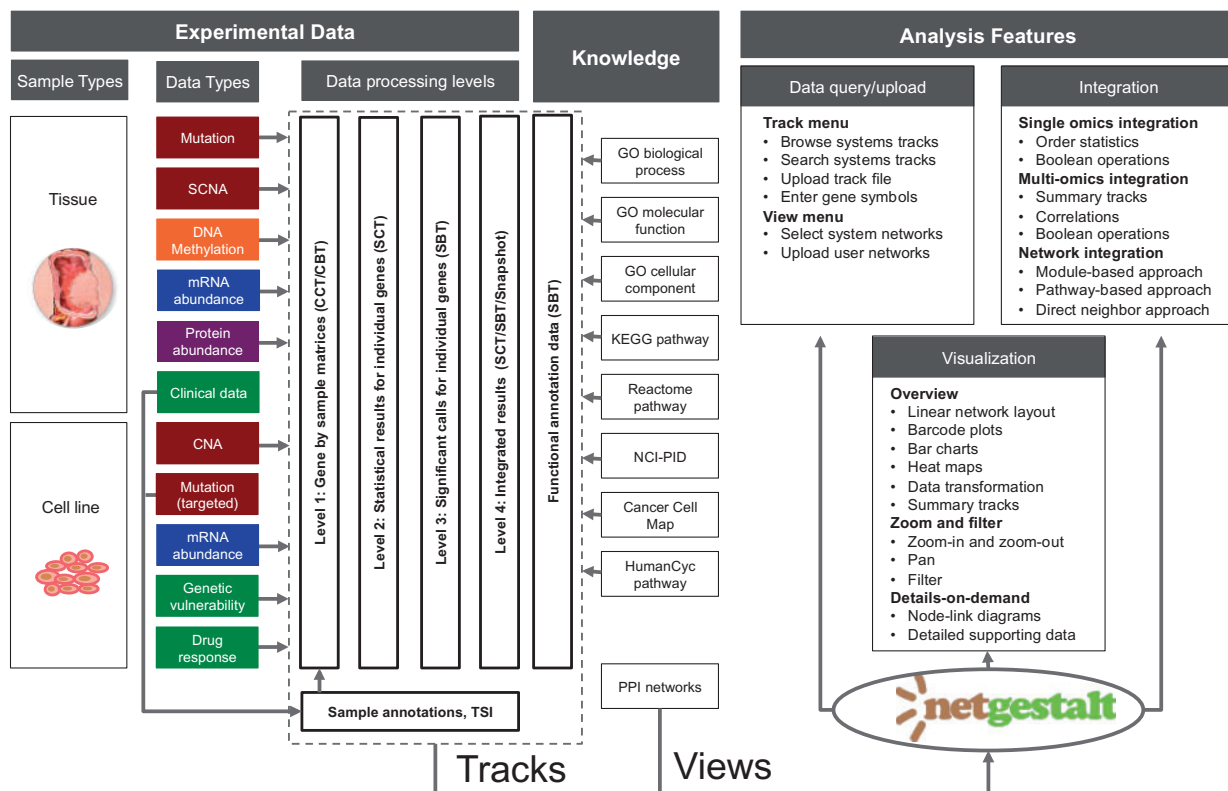 Experimental Data
Sample Types
Data Types
Data processing levels
Knowledge
Analysis Features
Data query/upload
Integration
Tissue
Cell line
Mutation
SCNA
DNA
Methylation
mRNA
abundance
Protein
abundance
Clinical data
CNA
Mutation
(targeted)
mRNA
abundance
Genetic
vulnerability
Drug
response
Level 1: Gene by sample matrices (CCT/CBT)
Level 2: Statistical results for individual genes (SCT)
Level 3: Significant calls for individual genes (SBT)
Level 4: Integrated results (SCT/SBT/Snapshot)
Functional annotation data (SBT)
Sample annotations, TSI
GO biological
process
GO molecular
function
GO cellular
component
KEGG pathway
Reactome
pathway
NCI-PID
Cancer Cell
Map
HumanCyc
pathway
PPI networks
Tracks
Views
Track menu
• Browse systems tracks
• Search systems tracks
• Upload track file
• Enter gene symbols
View menu
• Select system networks
• Upload user networks
Single omics integration
• Order statistics
• Boolean operations
Multi-omics integration
• Summary tracks
• Correlations
• Boolean operations
Network integration
• Module-based approach
• Pathway-based approach
• Direct neighbor approach
Visualization
Overview
• Linear network layout
• Barcode plots
• Bar charts
• Heat maps
• Data transformation
• Summary tracks
Zoom and filter
• Zoom-in and zoom-out
• Pan
• Filter
Details-on-demand
• Node-link diagrams
• Detailed supporting data
netgestalt